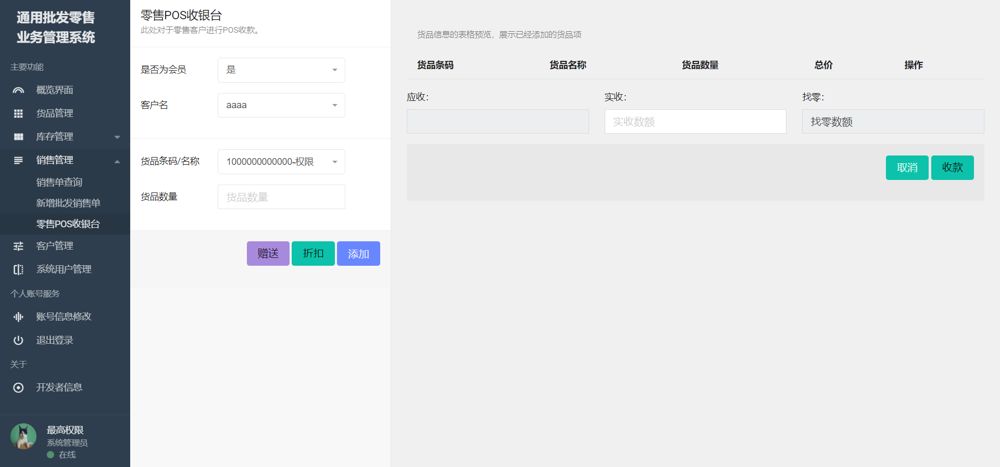 通用批发零售
业务管理系统
主要功能
概览界面
货品管理
库存管理
销售管理
销售单查询
新增批发销售单
零售POS收银台
客户管理
系统用户管理
个人账号服务
账号信息修改
退出登录
关于
开发者信息
最高权限
系统管理员
在线
零售POS收银台
此处对于零售客户进行POS收款。
是否为会员 是
客户名 aaaa
货品条码/名称 1000000000000-权限
货品数量 货品数量
赠送 折扣 添加
货品信息的表格预览，展示已经添加的货品项
货品条码 货品名称 货品数量 总价 操作
应收： 实收： 找零：
实收数额 找零数额
取消 收款